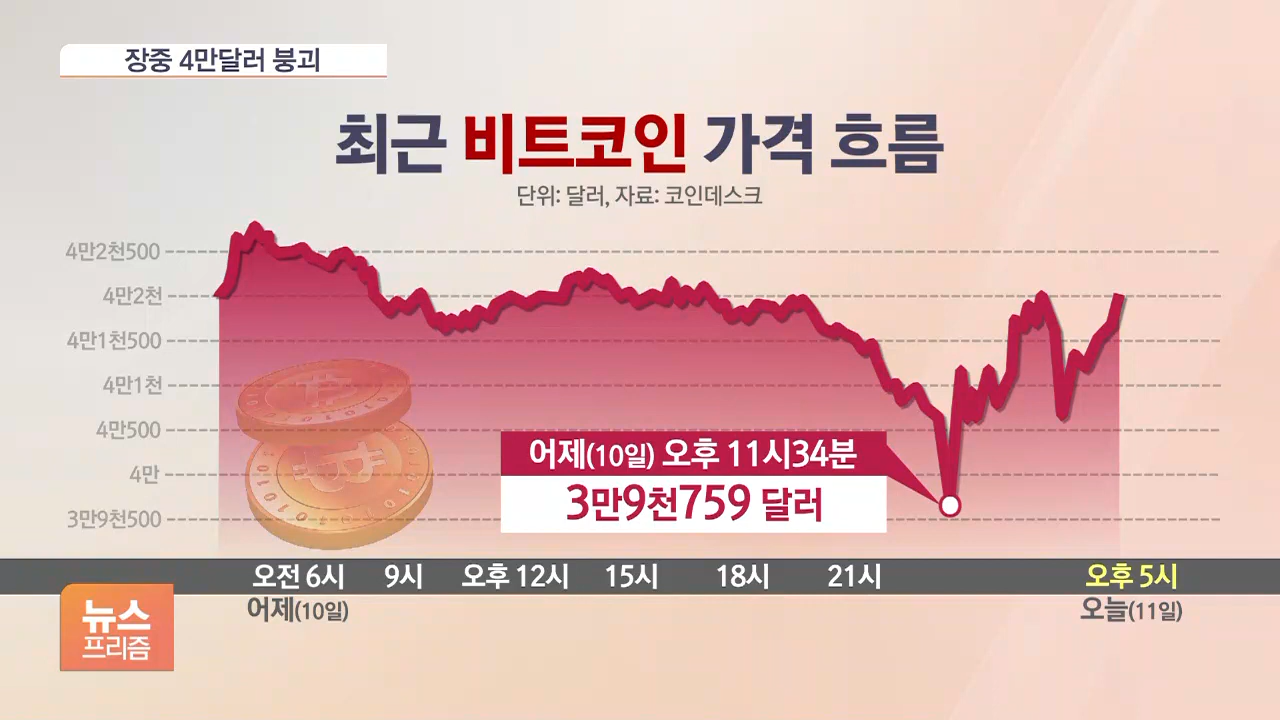 장중 4만달러 붕괴
최근 비트코인 가격 흐름
단위: 달러, 자료: 코인데스크
4만2천500
4만2천
4만1천500
4만1천
4만500
4만
3만9천500
어제(10일) 오후 11시34분
3만9천759 달러
오전 6시 9시 오후 12시 15시 18시 21시 오후 5시
어제(10일) 오늘(11일)
뉴스
프리즘